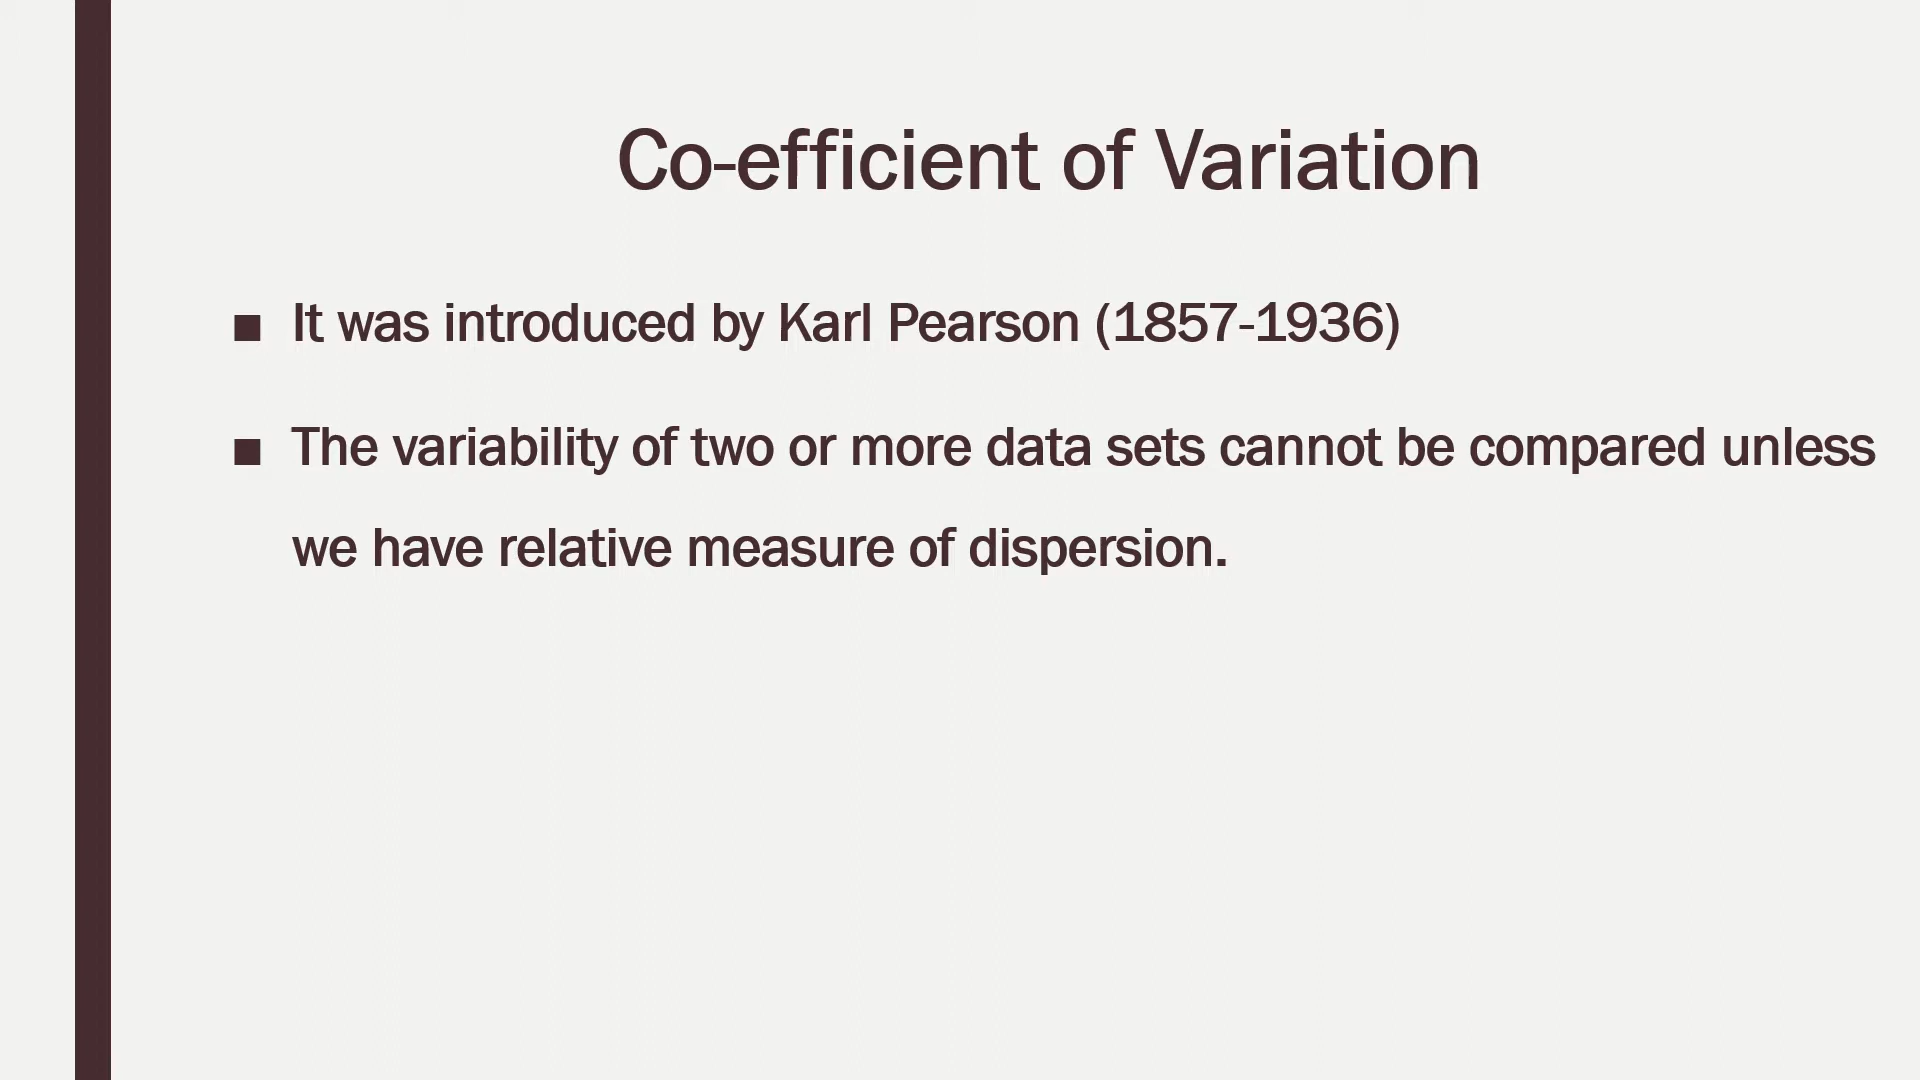 Co-efficient of Variation
■ It was introduced by Karl Pearson (1857-1936)
■ The variability of two or more data sets cannot be compared unless
we have relative measure of dispersion.